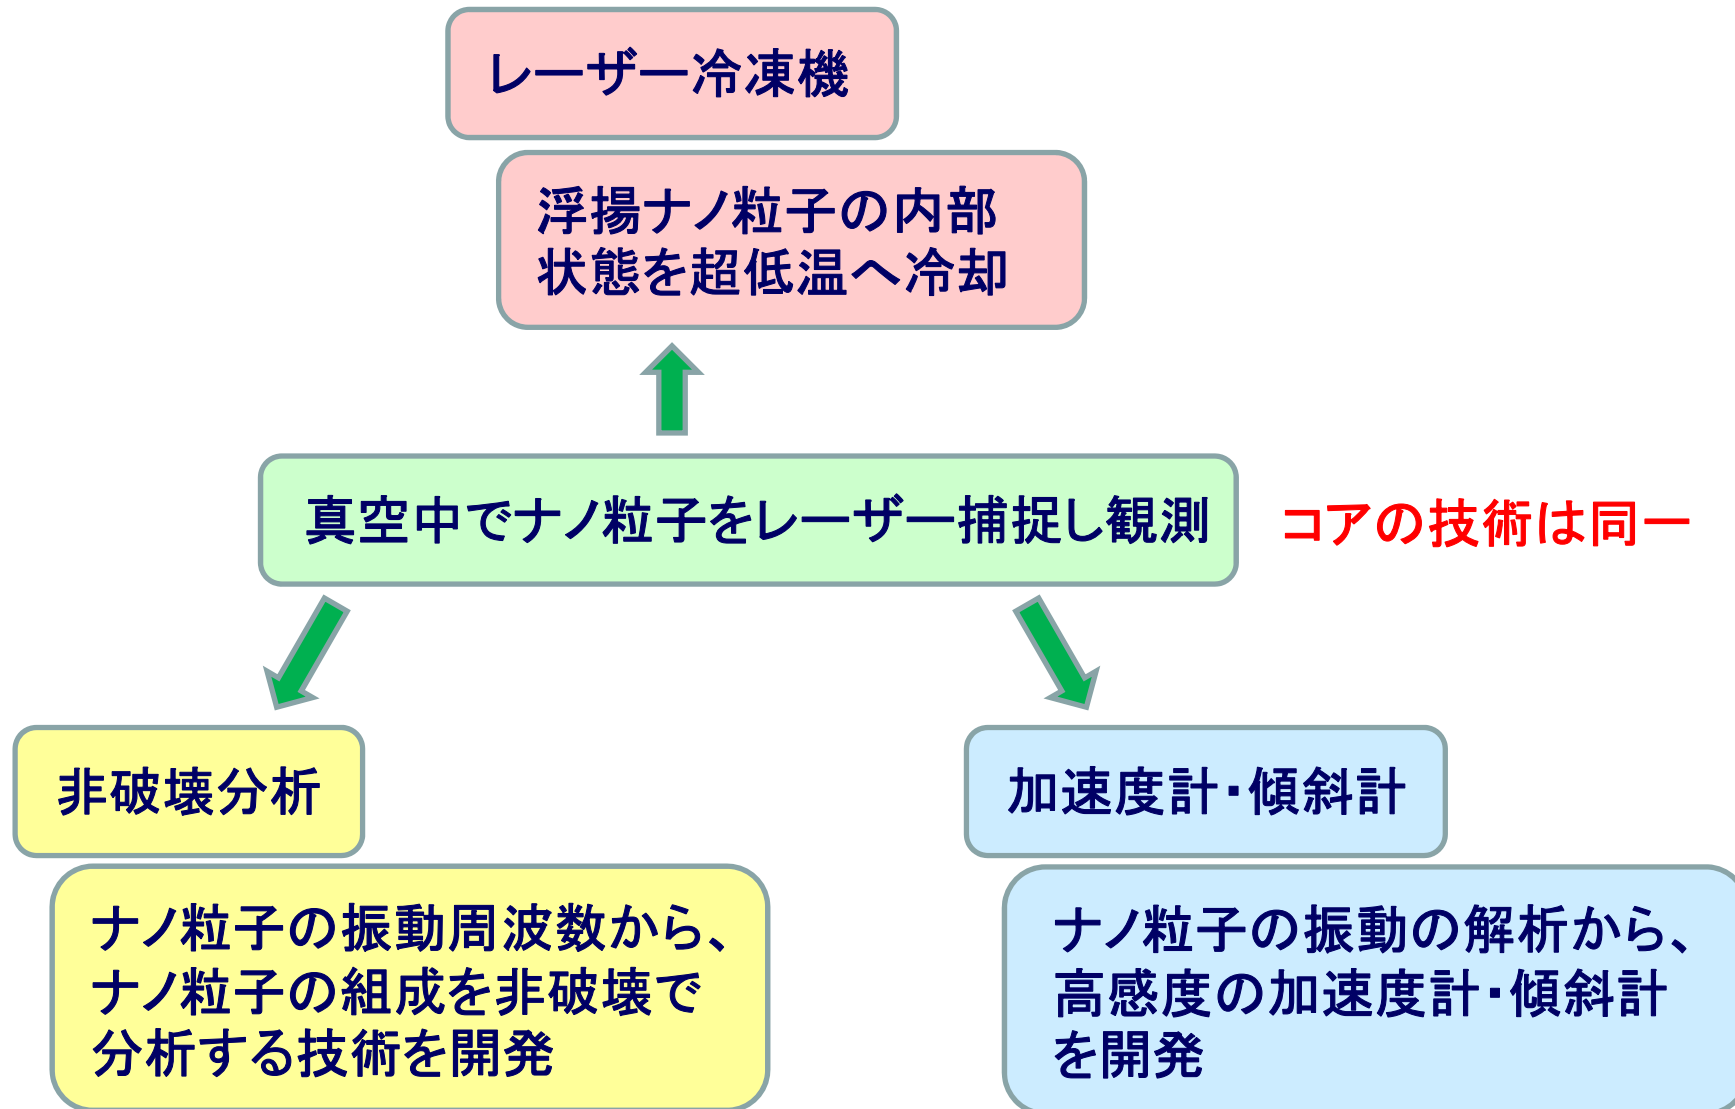 レーザー冷凍機
浮揚ナノ粒子の内部
状態を超低温へ冷却
真空中でナノ粒子をレーザー捕捉し観測
コアの技術は同一
非破壊分析
ナノ粒子の振動周波数から、
ナノ粒子の組成を非破壊で
分析する技術を開発
加速度計・傾斜計
ナノ粒子の振動の解析から、
高感度の加速度計・傾斜計
を開発